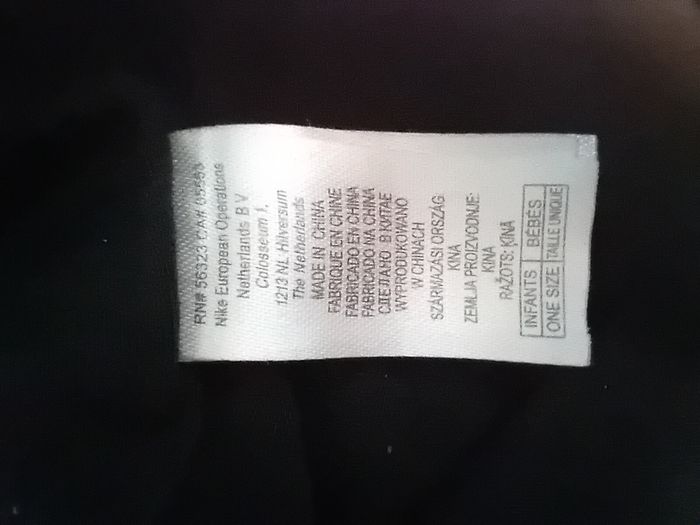 RN# 56323 CA# 05553
Nike European Operations
Netherlands B.V.
Colosseum 1,
1213 NL Hilversum
The Netherlands
MADE IN CHINA
FABRIQUE EN CHINE
FABRICADO EN CHINA
FABRICADO NA CHINA
СДЕЛАНО В КИТАЕ
WYPRODUKOWANO
W CHINACH
SZÁRMAZÁSI ORSZÁG:
KINA
ZEMLJA PROIZVODNJE:
KINA
RAŽOTS: ĶĪNA
INFANTS BÉBÉS
ONE SIZE TAILLE UNIQUE